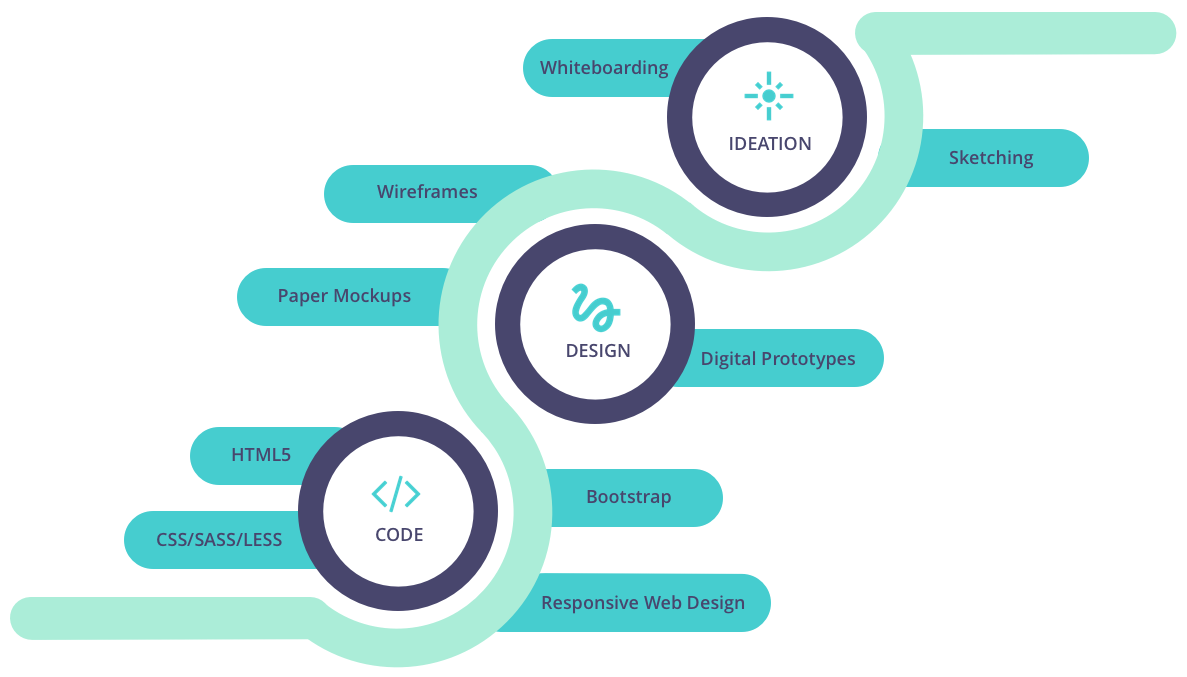 Whiteboarding
IDEATION
Sketching
Wireframes
Paper Mockups
DESIGN
Digital Prototypes
HTML5
CSS/SASS/LESS
CODE
Bootstrap
Responsive Web Design